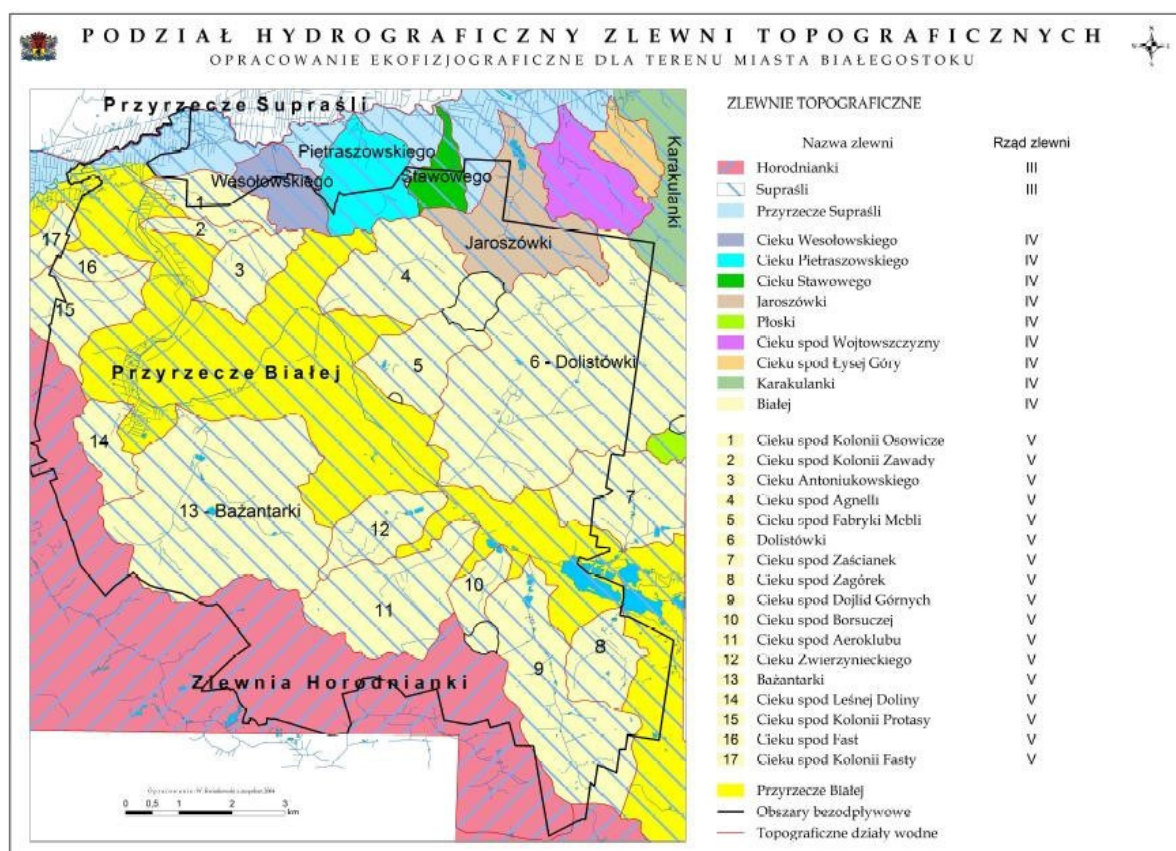 PODZIAŁ HYDROGRAFICZNY ZLEWNI TOPOGRAFICZNYCH
OPRACOWANIE EKOFIZJOGRAFICZNE DLA TERENU MIASTA BIAŁEGOSTOKU
N
W
E
S
Przyrzecze Supraśli
Pietraszowskiego
Wesołowskiego
Stawowego
Karakulanki
Jaroszówki
1
2
3
4
17
16
15
5
6 - Dolistówki
Przyrzecze Białej
14
13 - Bażantarki
7
12
10
11
8
9
Zlewnia Horodnianki
0 0,5 1 2 3
km
ZLEWNIE TOPOGRAFICZNE
Nazwa zlewni Rząd zlewni
Horodnianki III
Supraśli III
Przyrzecze Supraśli
Cieku Wesołowskiego IV
Cieku Pietraszowskiego IV
Cieku Stawowego IV
Jaroszówki IV
Płoski IV
Cieku spod Wojtowszczyzny IV
Cieku spod Łysej Góry IV
Karakulanki IV
Białej IV
1 Cieku spod Kolonii Osowicze V
2 Cieku spod Kolonii Zawady V
3 Cieku Antoniukowskiego V
4 Cieku spod Agnelli V
5 Cieku spod Fabryki Mebli V
6 Dolistówki V
7 Cieku spod Zaścianek V
8 Cieku spod Zagórek V
9 Cieku spod Dojlid Górnych V
10 Cieku spod Borsuczej V
11 Cieku spod Aeroklubu V
12 Cieku Zwierzynieckiego V
13 Bażantarki V
14 Cieku spod Leśnej Doliny V
15 Cieku spod Kolonii Protasy V
16 Cieku spod Fast V
17 Cieku spod Kolonii Fasty V
Przyrzecze Białej
Obszary bezodpływowe
Topograficzne działy wodne